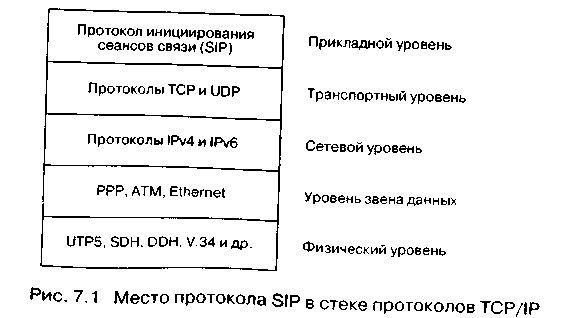 Протокол инициирования
сеансов связи (SIP)
Прикладной уровень
Протоколы TCP и UDP
Транспортный уровень
Протоколы IPv4 и IPv6
Сетевой уровень
PPP, ATM, Ethernet
Уровень звена данных
UTP5, SDH, DDH, V.34 и др.
Физический уровень
Рис. 7.1 Место протокола SIP в стеке протоколов TCP/IP